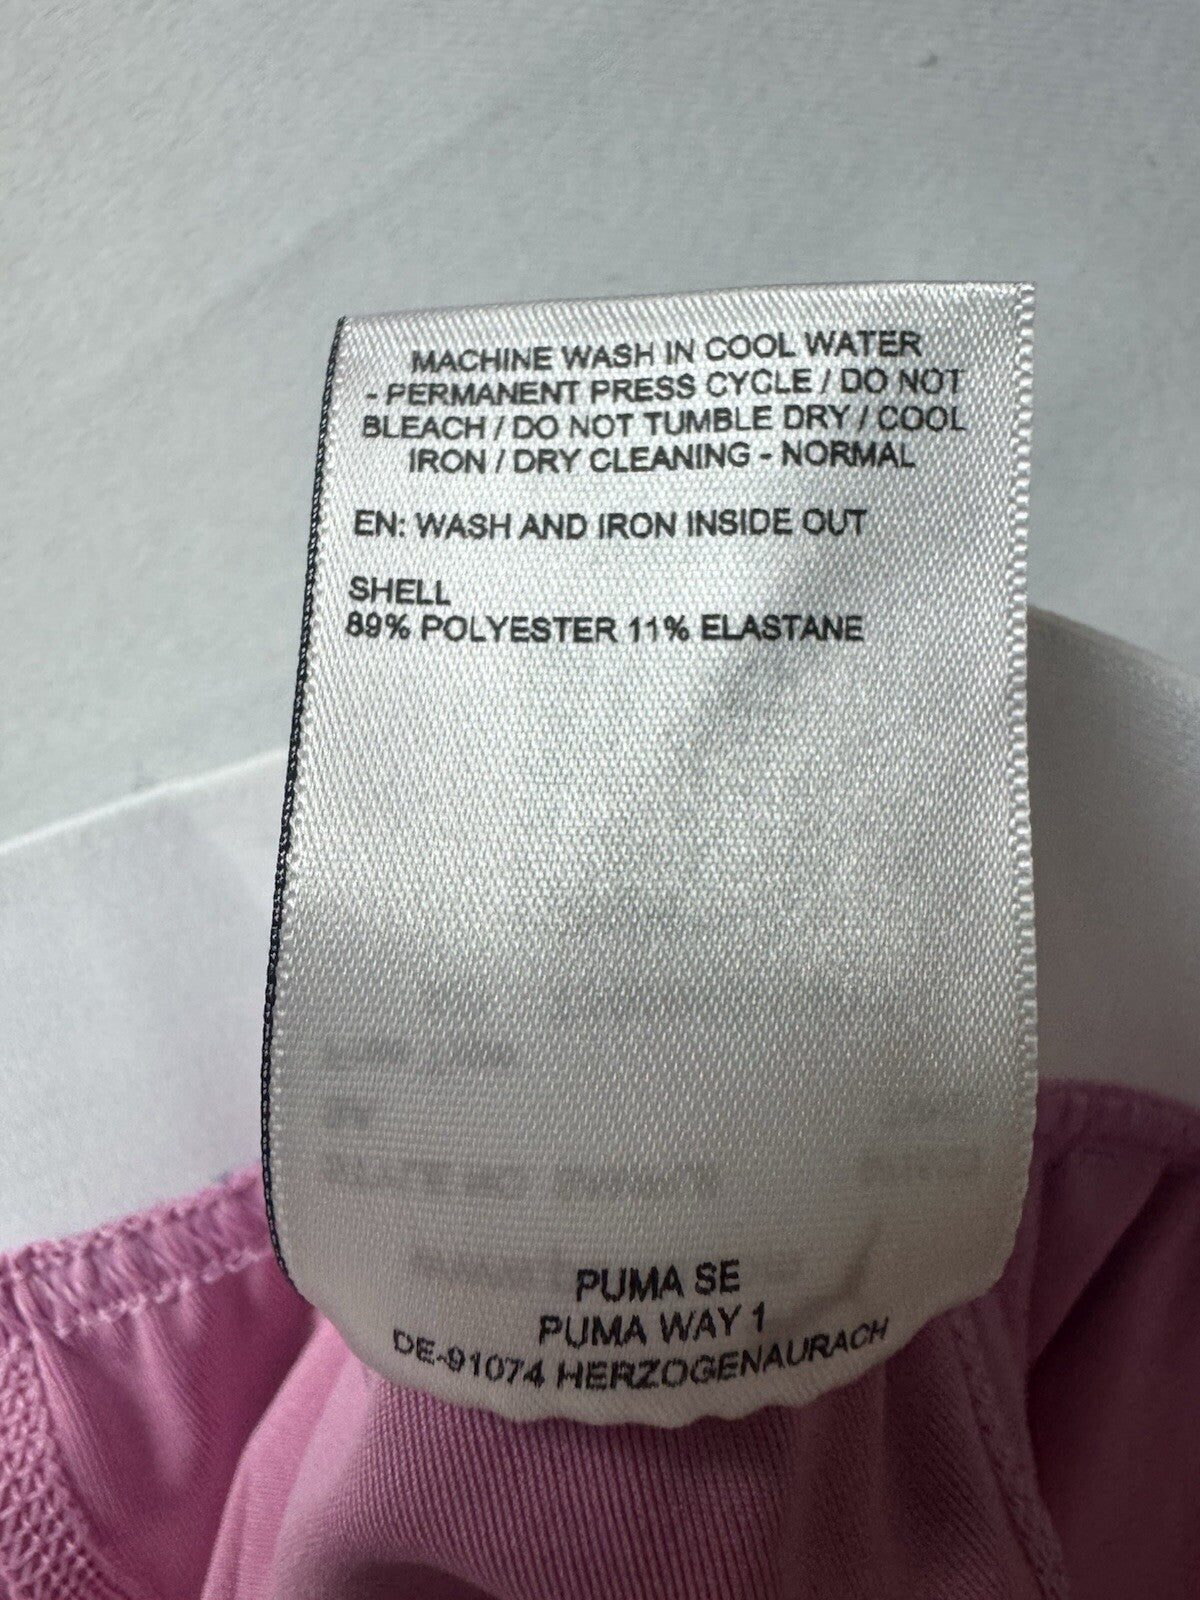 MACHINE WASH IN COOL WATER
- PERMANENT PRESS CYCLE / DO NOT
BLEACH / DO NOT TUMBLE DRY / COOL
IRON / DRY CLEANING - NORMAL
EN: WASH AND IRON INSIDE OUT
SHELL
89% POLYESTER 11% ELASTANE
PUMA SE
PUMA WAY 1
DE-91074 HERZOGENAURACH